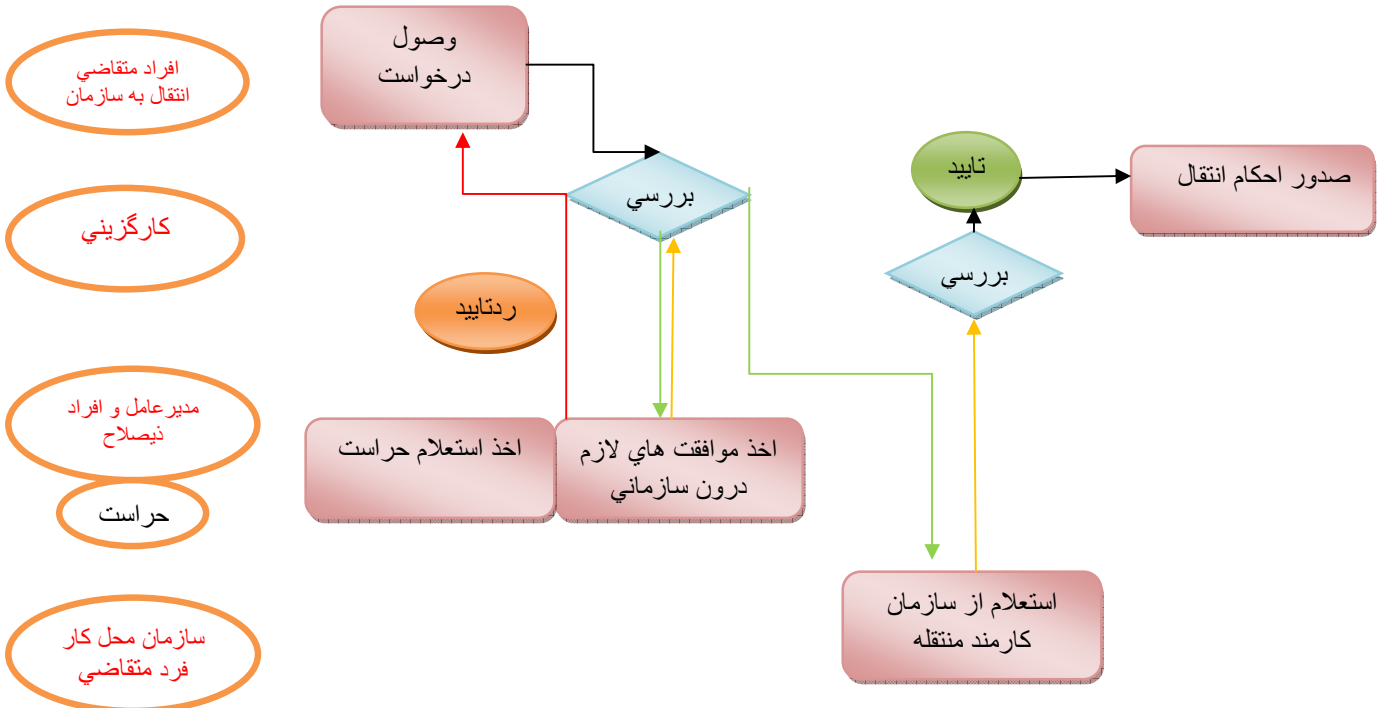 افراد متقاضي
انتقال به سازمان
وصول
درخواست
تاييد
صدور احكام انتقال
كارگزيني
بررسي
بررسي
ردتاييد
مديرعامل و افراد
ذيصلاح
اخذ استعلام حراست
اخذ موافقت هاي لازم
درون سازماني
حراست
استعلام از سازمان
كارمند منتقله
سازمان محل كار
فرد متقاضي